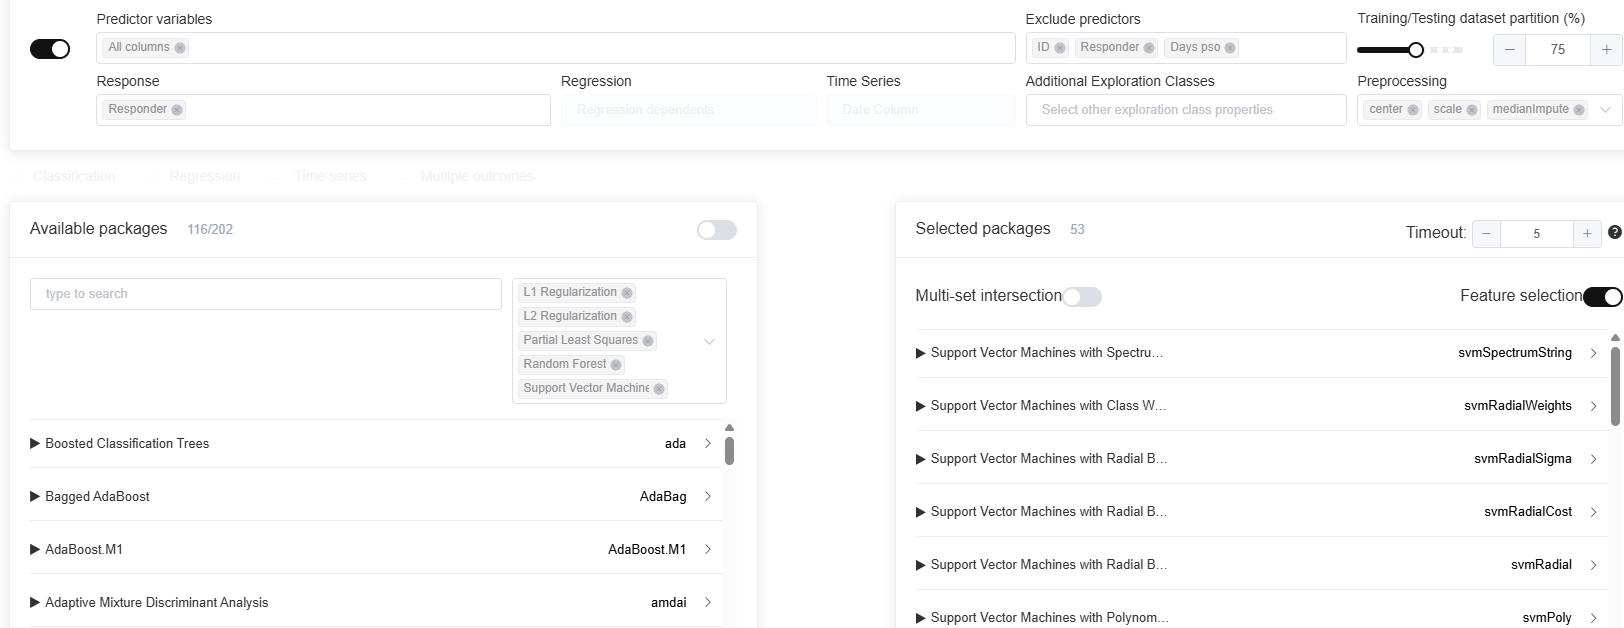 Predictor variables
Exclude predictors
Training/Testing dataset partition (%)
All columns
ID
Responder
Days pso
75
Response
Regression
Time Series
Additional Exploration Classes
Preprocessing
Responder
Regression dependents
Date Column
Select other exploration class properties
center
scale
medianImpute
Classification
Regression
Time-series
Multiple outcomes
Available packages 116/202
Selected packages 53
Timeout: 5
type to search
L1 Regularization
L2 Regularization
Partial Least Squares
Random Forest
Support Vector Machine
Multi-set intersection
Feature selection
Boosted Classification Trees ada
Bagged AdaBoost AdaBag
AdaBoost.M1 AdaBoost.M1
Adaptive Mixture Discriminant Analysis amdai
Support Vector Machines with Spectru... svmSpectrumString
Support Vector Machines with Class W... svmRadialWeights
Support Vector Machines with Radial B... svmRadialSigma
Support Vector Machines with Radial B... svmRadialCost
Support Vector Machines with Radial B... svmRadial
Support Vector Machines with Polynom... svmPoly